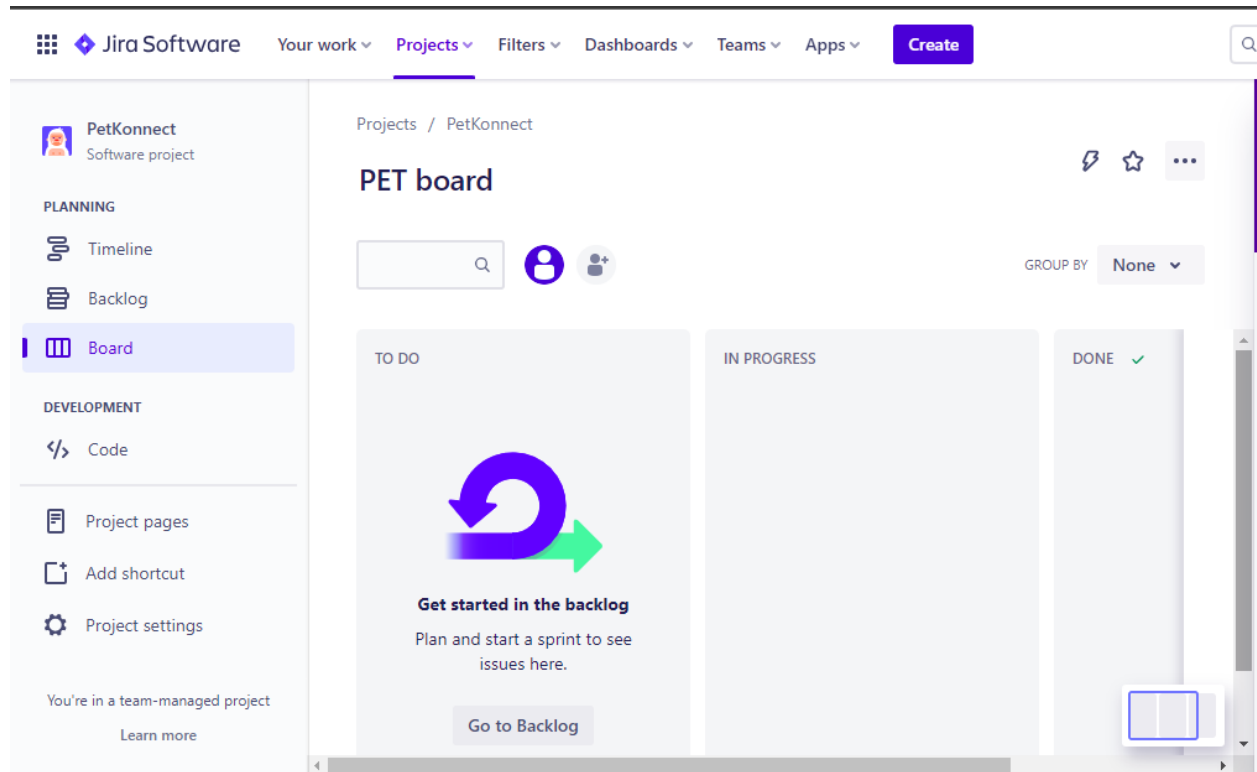 Jira Software Your work Projects Filters Dashboards Teams Apps Create
PetKonnect
Software project
PLANNING
Timeline
Backlog
Board
DEVELOPMENT
Code
Project pages
Add shortcut
Project settings
You're in a team-managed project
Learn more
Projects / PetKonnect
PET board
GROUP BY None
TO DO
IN PROGRESS
DONE
Get started in the backlog
Plan and start a sprint to see
issues here.
Go to Backlog